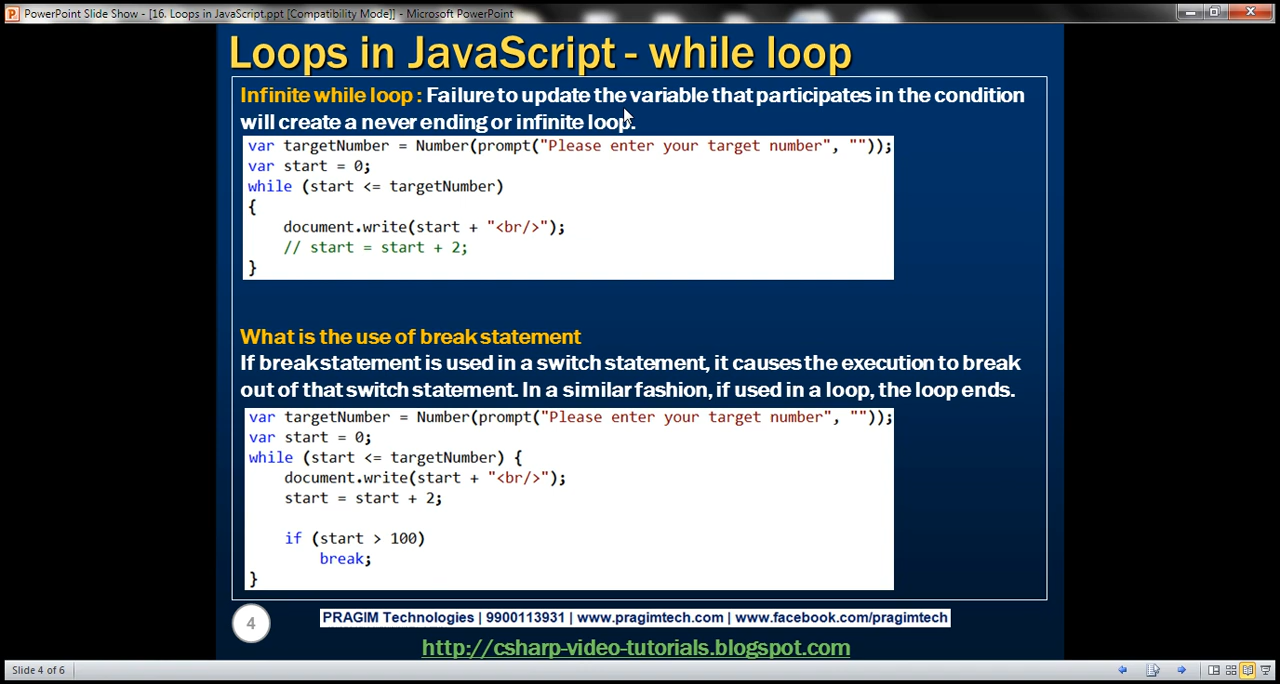 PowerPoint Slide Show - [16. Loops in JavaScript.ppt [Compatibility Mode]] - Microsoft PowerPoint
Loops in JavaScript - while loop
Infinite while loop : Failure to update the variable that participates in the condition
will create a never ending or infinite loop.
var targetNumber = Number(prompt("Please enter your target number", ""));
var start = 0;
while (start <= targetNumber)
{
document.write(start + "<br/>");
// start = start + 2;
}
What is the use of break statement
If break statement is used in a switch statement, it causes the execution to break
out of that switch statement. In a similar fashion, if used in a loop, the loop ends.
var targetNumber = Number(prompt("Please enter your target number", ""));
var start = 0;
while (start <= targetNumber) {
document.write(start + "<br/>");
start = start + 2;
if (start > 100)
break;
}
4
PRAGIM Technologies | 9900113931 | www.pragimtech.com | www.facebook.com/pragimtech
http://csharp-video-tutorials.blogspot.com
Slide 4 of 6